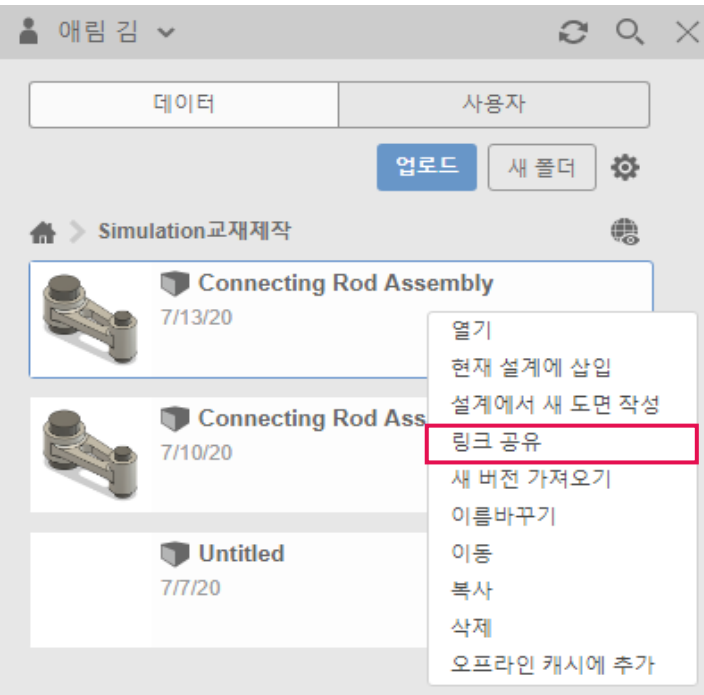 애림 김
데이터
사용자
업로드
새 폴더
Simulation교재제작
Connecting Rod Assembly
7/13/20
열기
현재 설계에 삽입
설계에서 새 도면 작성
Connecting Rod Ass
링크 공유
7/10/20
새 버전 가져오기
이름바꾸기
Untitled
이동
7/7/20
복사
삭제
오프라인 캐시에 추가